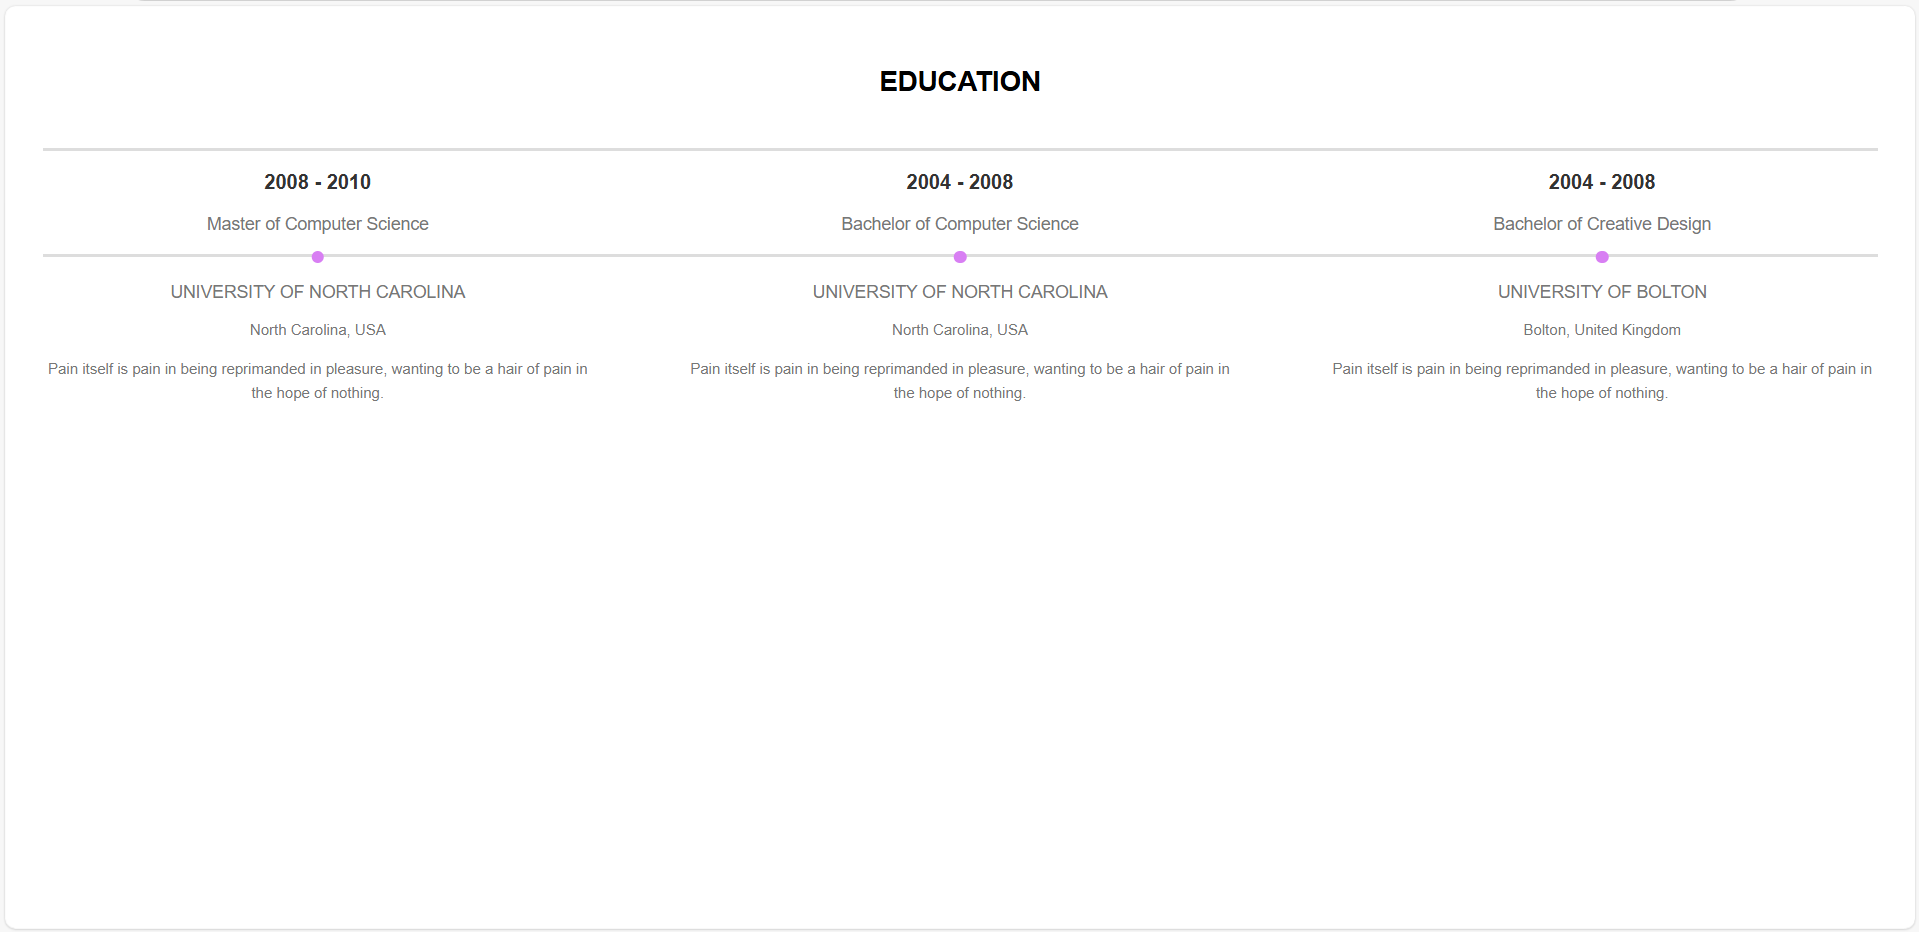 EDUCATION
2008 - 2010
Master of Computer Science
UNIVERSITY OF NORTH CAROLINA
North Carolina, USA
Pain itself is pain in being reprimanded in pleasure, wanting to be a hair of pain in
the hope of nothing.
2004 - 2008
Bachelor of Computer Science
UNIVERSITY OF NORTH CAROLINA
North Carolina, USA
Pain itself is pain in being reprimanded in pleasure, wanting to be a hair of pain in
the hope of nothing.
2004 - 2008
Bachelor of Creative Design
UNIVERSITY OF BOLTON
Bolton, United Kingdom
Pain itself is pain in being reprimanded in pleasure, wanting to be a hair of pain in
the hope of nothing.